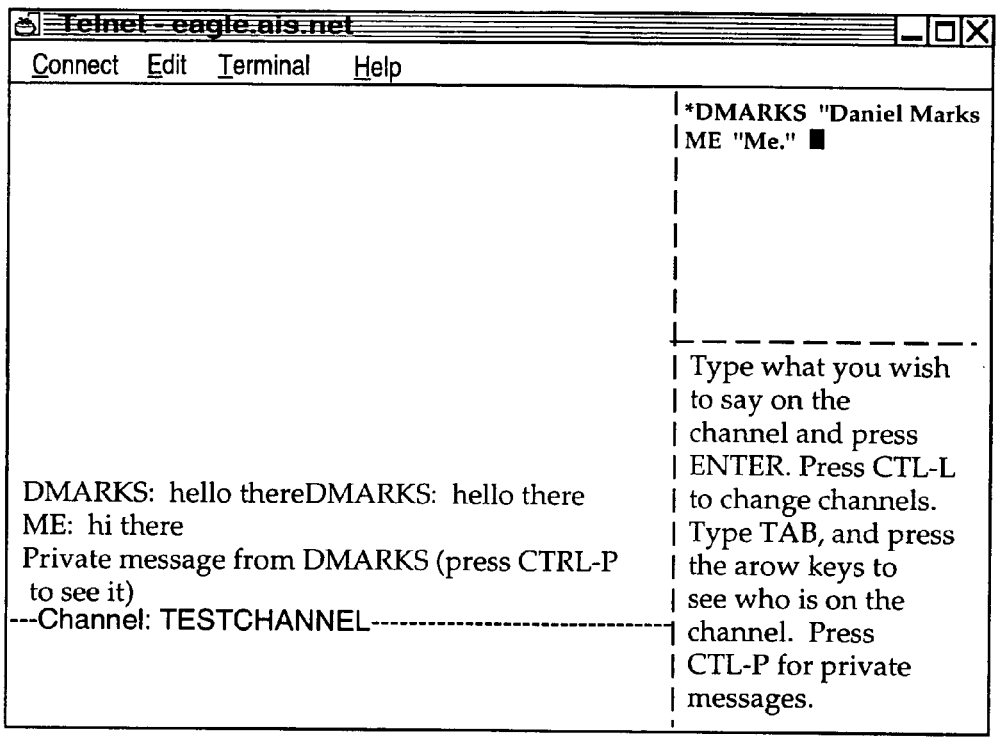 Telnet - eagle.ais.net
Connect Edit Terminal Help
*DMARKS "Daniel Marks
ME "Me."
DMARKS: hello thereDMARKS: hello there
ME: hi there
Private message from DMARKS (press CTRL-P
to see it)
---Channel: TESTCHANNEL------------------------------
Type what you wish
to say on the
channel and press
ENTER. Press CTL-L
to change channels.
Type TAB, and press
the arow keys to
see who is on the
channel. Press
CTL-P for private
messages.